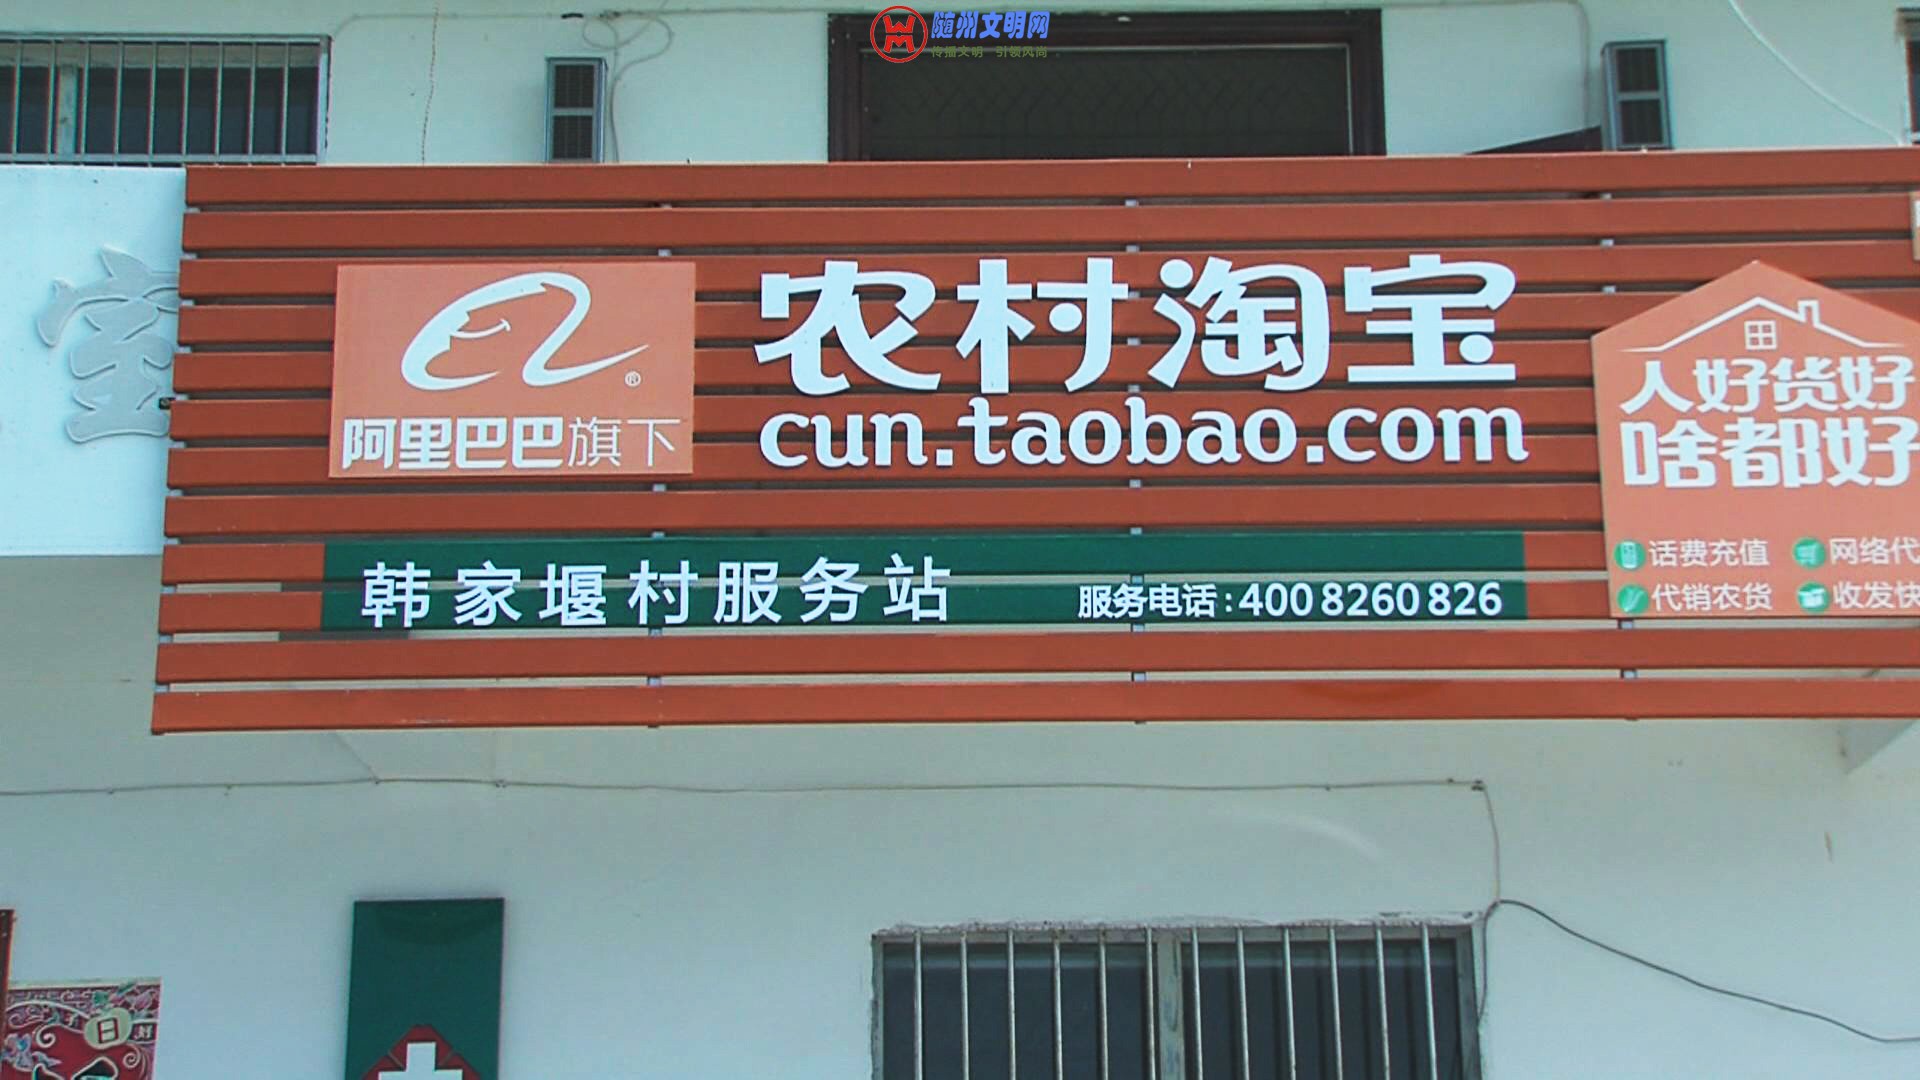 随州文明网
传播文明 引领风尚
宝
阿里巴巴旗下
农村淘宝
cun.taobao.com
人好货好
啥都好
话费充值 网络代
代销农货 收发快
韩家堰村服务站
服务电话:400 8260 826
日